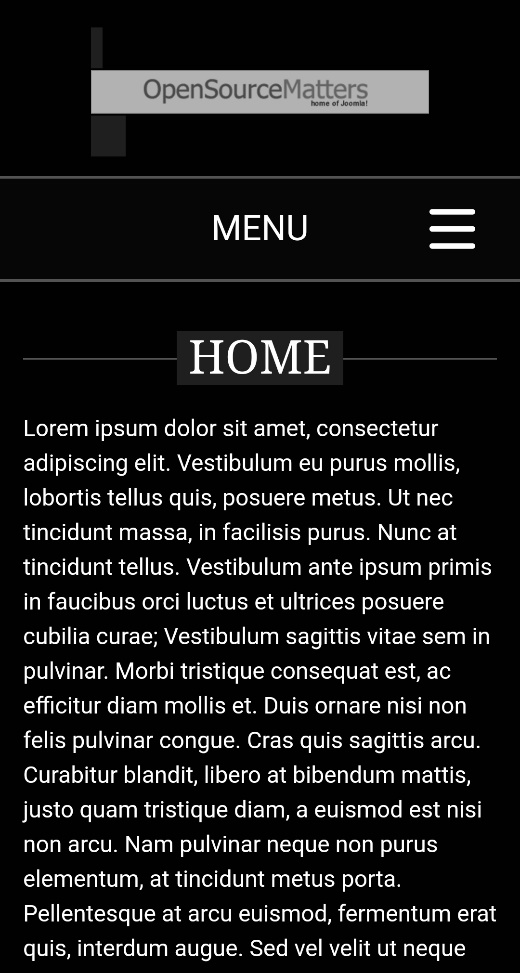 OpenSourceMatters
home of Joomla!
MENU
HOME
Lorem ipsum dolor sit amet, consectetur
adipiscing elit. Vestibulum eu purus mollis,
lobortis tellus quis, posuere metus. Ut nec
tincidunt massa, in facilisis purus. Nunc at
tincidunt tellus. Vestibulum ante ipsum primis
in faucibus orci luctus et ultrices posuere
cubilia curae; Vestibulum sagittis vitae sem in
pulvinar. Morbi tristique consequat est, ac
efficitur diam mollis et. Duis ornare nisi non
felis pulvinar congue. Cras quis sagittis arcu.
Curabitur blandit, libero at bibendum mattis,
justo quam tristique diam, a euismod est nisi
non arcu. Nam pulvinar neque non purus
elementum, at tincidunt metus porta.
Pellentesque at arcu euismod, fermentum erat
quis, interdum augue. Sed vel velit ut neque